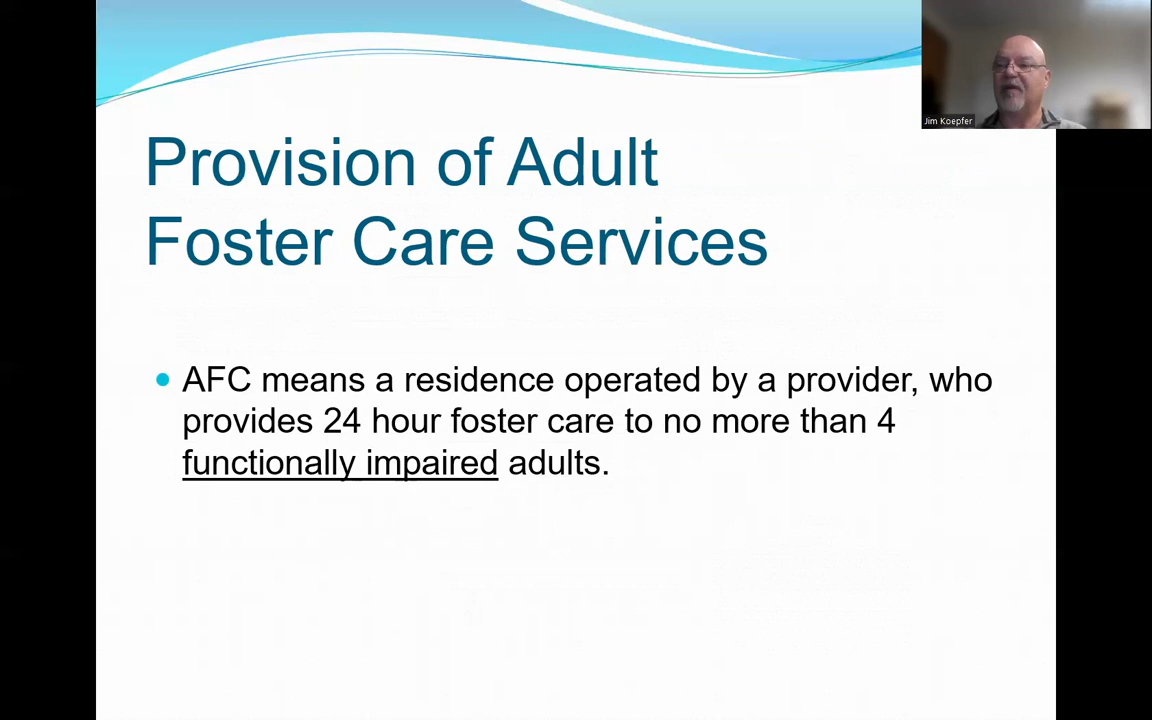 Jim Koepfer
Provision of Adult
Foster Care Services
AFC means a residence operated by a provider, who
provides 24 hour foster care to no more than 4
functionally impaired adults.